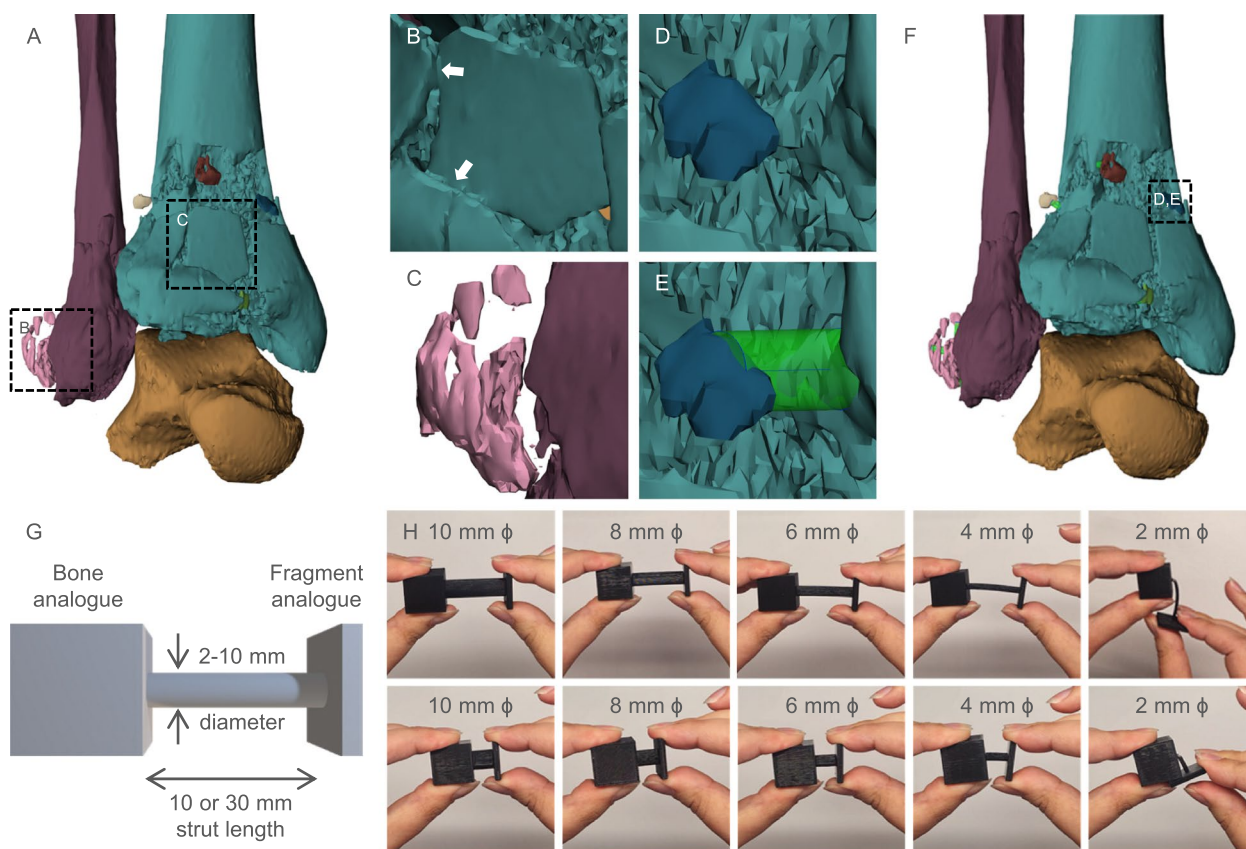 A
C
B
B
D
C
E
F
D,E
G
Bone
analogue
Fragment
analogue
2-10 mm
diameter
10 or 30 mm
strut length
H
10 mm ϕ
8 mm ϕ
6 mm ϕ
4 mm ϕ
2 mm ϕ
10 mm ϕ
8 mm ϕ
6 mm ϕ
4 mm ϕ
2 mm ϕ